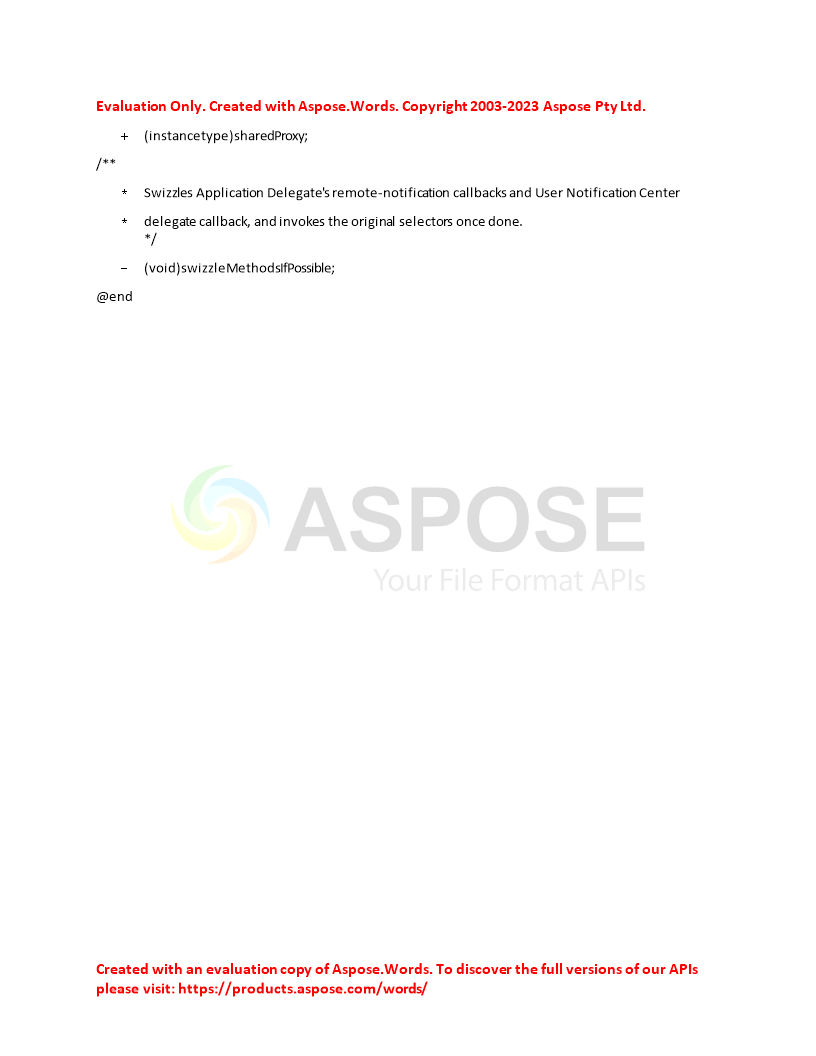 Evaluation Only. Created with Aspose.Words. Copyright 2003-2023 Aspose Pty Ltd.
+ (instancetype)sharedProxy;
/**
* Swizzles Application Delegate's remote-notification callbacks and User Notification Center
* delegate callback, and invokes the original selectors once done.
*/
− (void)swizzleMethodsIfPossible;
@end
ASPOSE
Your File Format APIs
Created with an evaluation copy of Aspose.Words. To discover the full versions of our APIs
please visit: https://products.aspose.com/words/